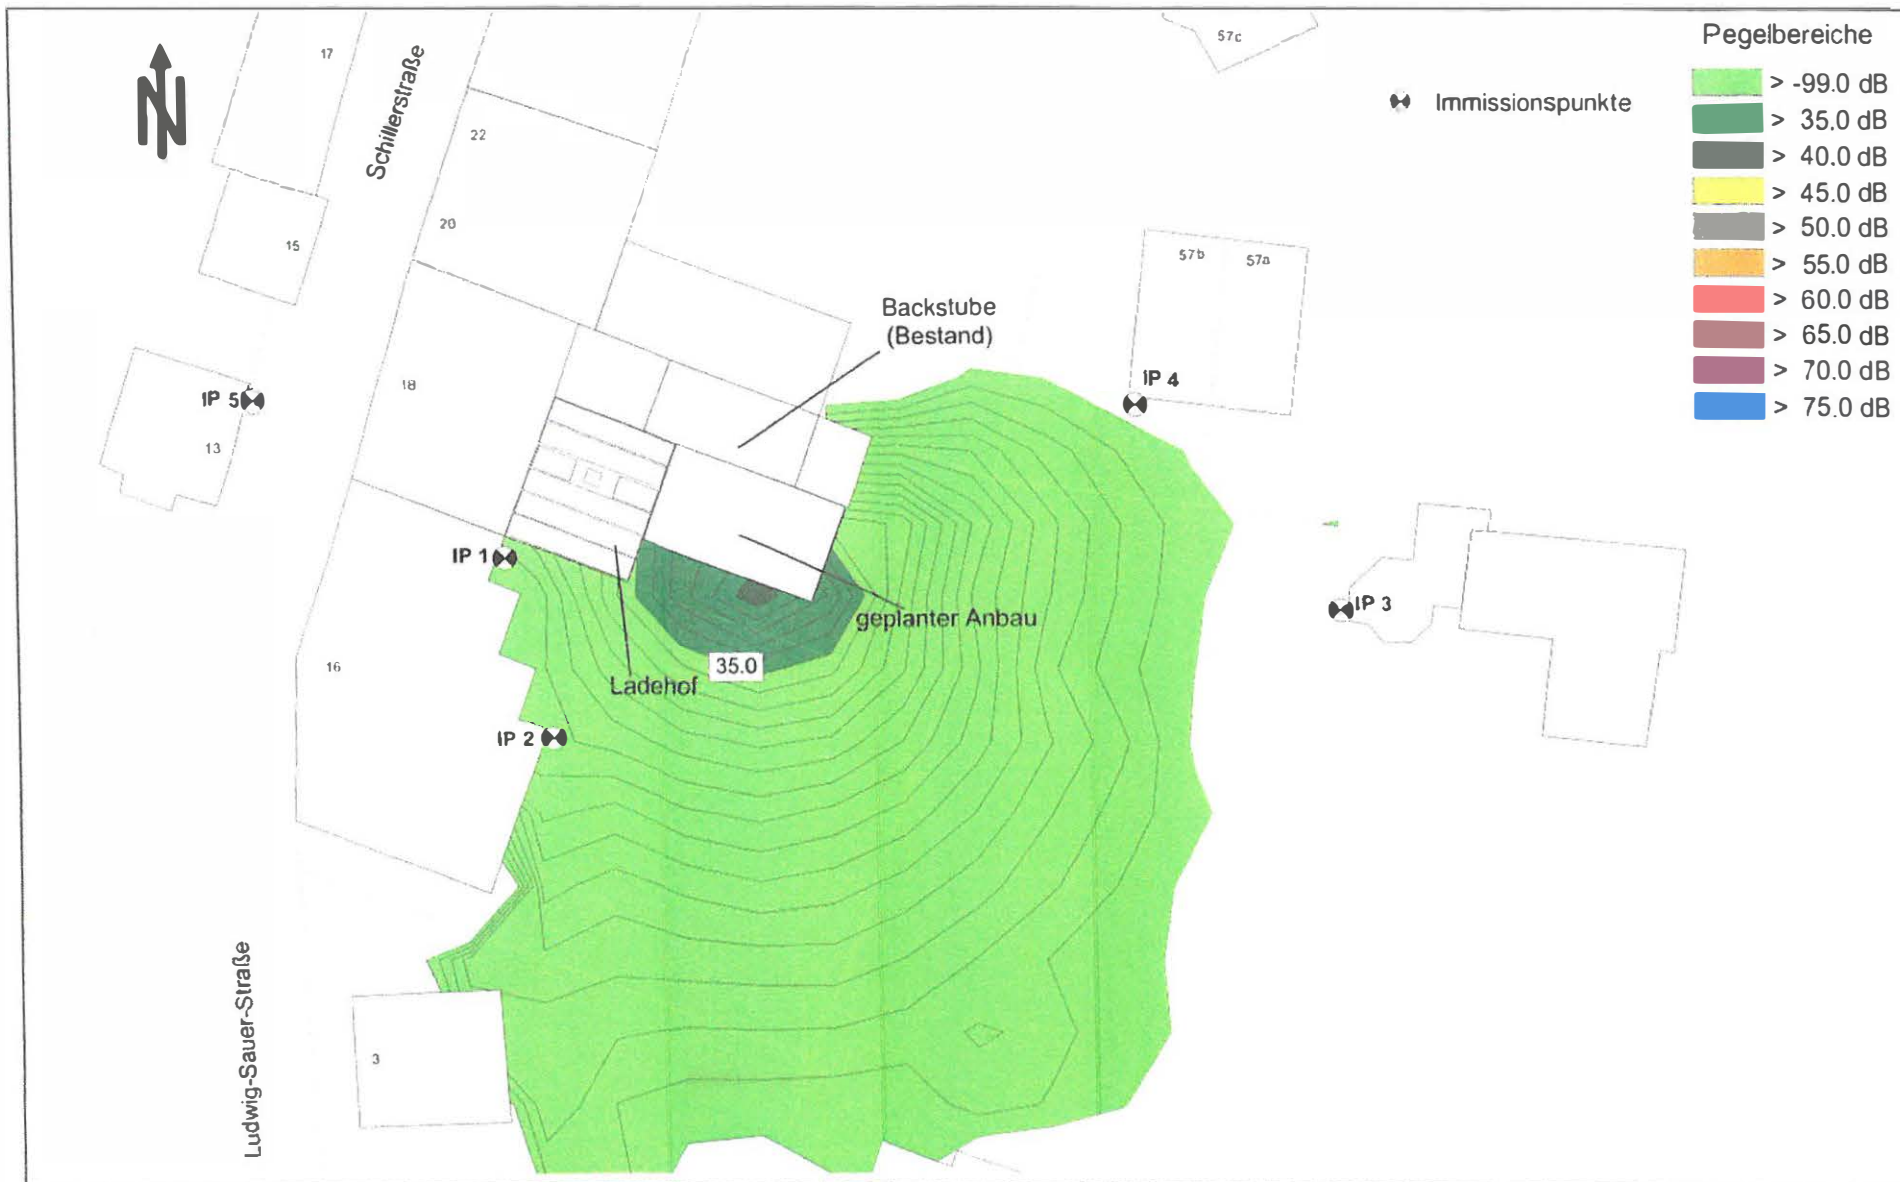 N
Schillerstraße
17
22
20
15
18
IP 5
13
IP 1
16
IP 2
Ludwig-Sauer-Straße
3
Backstube
(Bestand)
geplanter Anbau
Ladehof
35.0
57c
57b
57a
IP 4
IP 3
Immissionspunkte
Pegelbereiche
> -99.0 dB
> 35.0 dB
> 40.0 dB
> 45.0 dB
> 50.0 dB
> 55.0 dB
> 60.0 dB
> 65.0 dB
> 70.0 dB
> 75.0 dB